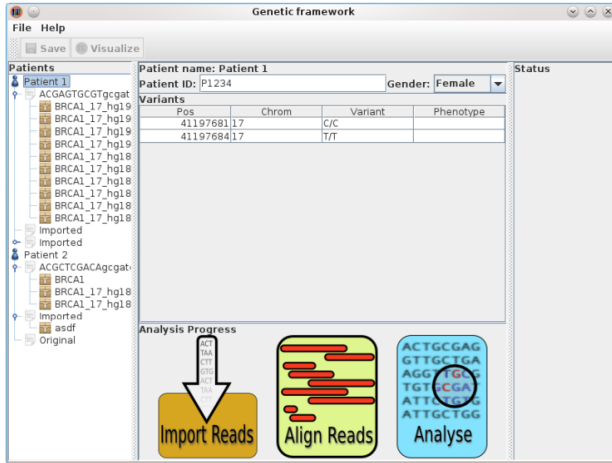 Genetic framework
File Help
Save Visualize
Patients
Patient 1
ACGAGTGCGTgcgat
BRCA1_17_hg19
BRCA1_17_hg19
BRCA1_17_hg19
BRCA1_17_hg19
BRCA1_17_hg18
BRCA1_17_hg18
BRCA1_17_hg18
BRCA1_17_hg18
BRCA1_17_hg18
Imported
Imported
Patient 2
ACGCTCGACAgcgat
BRCA1
BRCA1_17_hg18
BRCA1_17_hg18
Imported
asdf
Original
Patient name: Patient 1
Patient ID: P1234 Gender: Female
Variants
Pos Chrom Variant Phenotype
41197681 17 C/C
41197684 17 T/T
Analysis Progress
ACT
TAA
CTT
GTG
ACT
TAA
Import Reads
Align Reads
ACTGCGAG
GTTGCTGA
AGGTTGCG
TGTGCGA
ATTCTGTG
ATTGCTGG
Analyse
Status